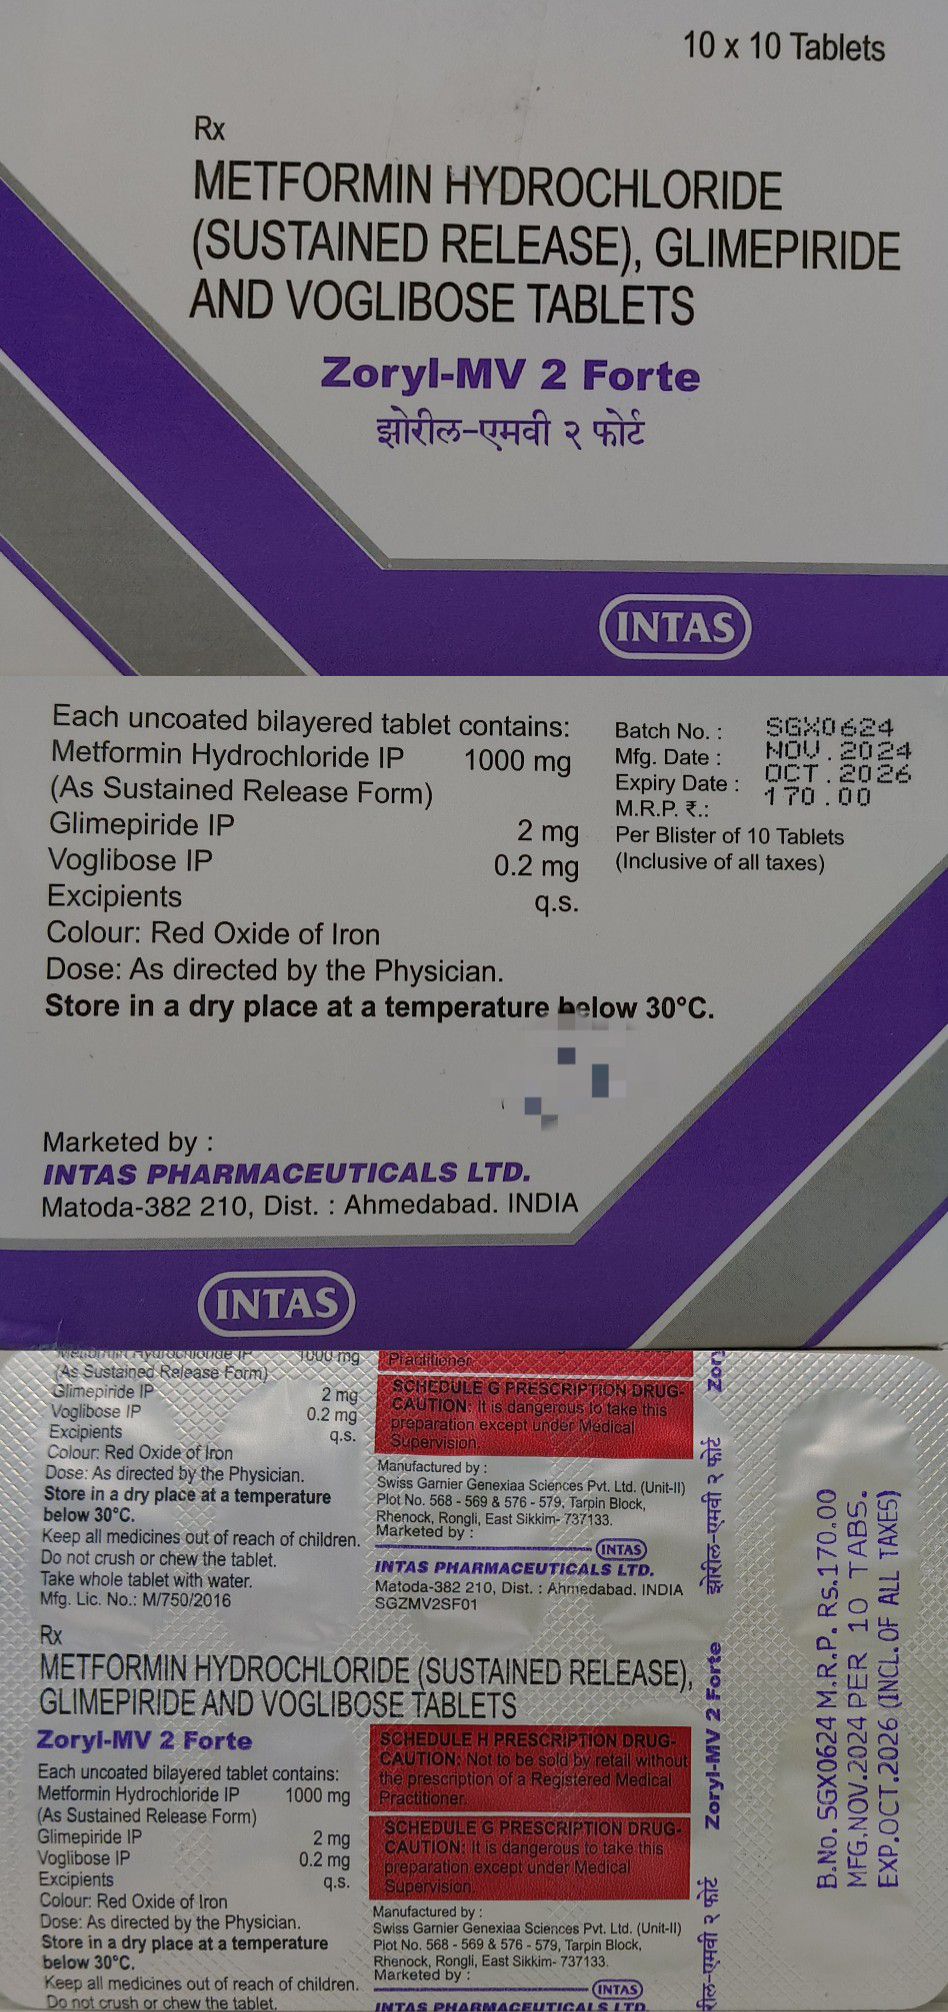 10 x 10 Tablets
Rx
METFORMIN HYDROCHLORIDE
(SUSTAINED RELEASE), GLIMEPIRIDE
AND VOGLIBOSE TABLETS
Zoryl-MV 2 Forte
झोरील-एमवी २ फोर्ट
INTAS
Each uncoated bilayered tablet contains:
Metformin Hydrochloride IP 1000 mg
(As Sustained Release Form)
Glimepiride IP 2 mg
Voglibose IP 0.2 mg
Excipients q.s.
Colour: Red Oxide of Iron
Dose: As directed by the Physician.
Store in a dry place at a temperature below 30°C.
Batch No. : SGX0624
Mfg. Date : NOV.2024
Expiry Date : OCT.2026
M.R.P. ₹.: 170.00
Per Blister of 10 Tablets
(Inclusive of all taxes)
Marketed by :
INTAS PHARMACEUTICALS LTD.
Matoda-382 210, Dist. : Ahmedabad. INDIA
INTAS
Metformin Hydrochloride IP 1000 mg
(As Sustained Release Form)
Glimepiride IP 2 mg
Voglibose IP 0.2 mg
Excipients q.s.
Colour: Red Oxide of Iron
Dose: As directed by the Physician.
Store in a dry place at a temperature
below 30°C.
Keep all medicines out of reach of children.
Do not crush or chew the tablet.
Take whole tablet with water.
Mfg. Lic. No.: M/750/2016
Practitioner.
SCHEDULE G PRESCRIPTION DRUG-
CAUTION: It is dangerous to take this
preparation except under Medical
Supervision.
Manufactured by :
Swiss Garnier Genexiaa Sciences Pvt. Ltd. (Unit-II)
Plot No. 568 - 569 & 576 - 579, Tarpin Block,
Rhenock, Rongli, East Sikkim- 737133.
Marketed by :
INTAS
INTAS PHARMACEUTICALS LTD.
Matoda-382 210, Dist. : Ahmedabad. INDIA
SGZMV2SF01
Zory
झोरील-एमवी २ फोर्ट
Rx
METFORMIN HYDROCHLORIDE (SUSTAINED RELEASE),
GLIMEPIRIDE AND VOGLIBOSE TABLETS
Zoryl-MV 2 Forte
Each uncoated bilayered tablet contains:
Metformin Hydrochloride IP 1000 mg
(As Sustained Release Form)
Glimepiride IP 2 mg
Voglibose IP 0.2 mg
Excipients q.s.
Colour: Red Oxide of Iron
Dose: As directed by the Physician.
Store in a dry place at a temperature
below 30°C.
Keep all medicines out of reach of children.
Do not crush or chew the tablet.
SCHEDULE H PRESCRIPTION DRUG-
CAUTION: Not to be sold by retail without
the prescription of a Registered Medical
Practitioner.
SCHEDULE G PRESCRIPTION DRUG-
CAUTION: It is dangerous to take this
preparation except under Medical
Supervision.
Manufactured by :
Swiss Garnier Genexiaa Sciences Pvt. Ltd. (Unit-II)
Plot No. 568 - 569 & 576 - 579, Tarpin Block,
Rhenock, Rongli, East Sikkim- 737133.
Marketed by :
INTAS
INTAS PHARMACEUTICALS LTD.
Zoryl-MV 2 Forte
रील-एमवी २ फोर्ट
B.No.SGX0624 M.R.P. Rs.170.00
MFG.NOV.2024 PER 10 TABS.
EXP.OCT.2026 (INCL.OF ALL TAXES)